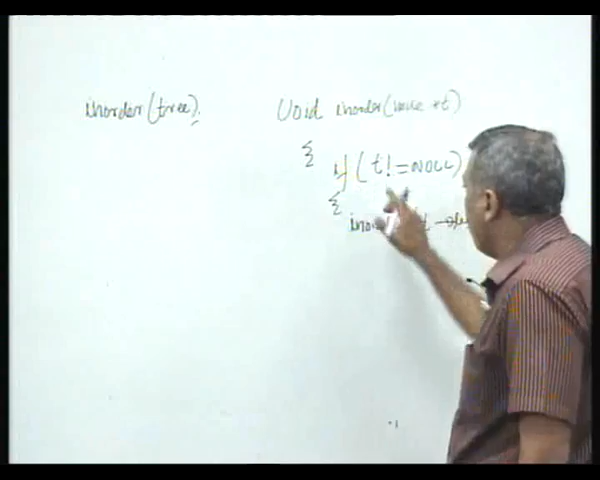 inorder(tree).
Void inorder(node *t)
{
if (t!=NULL)
{
t →